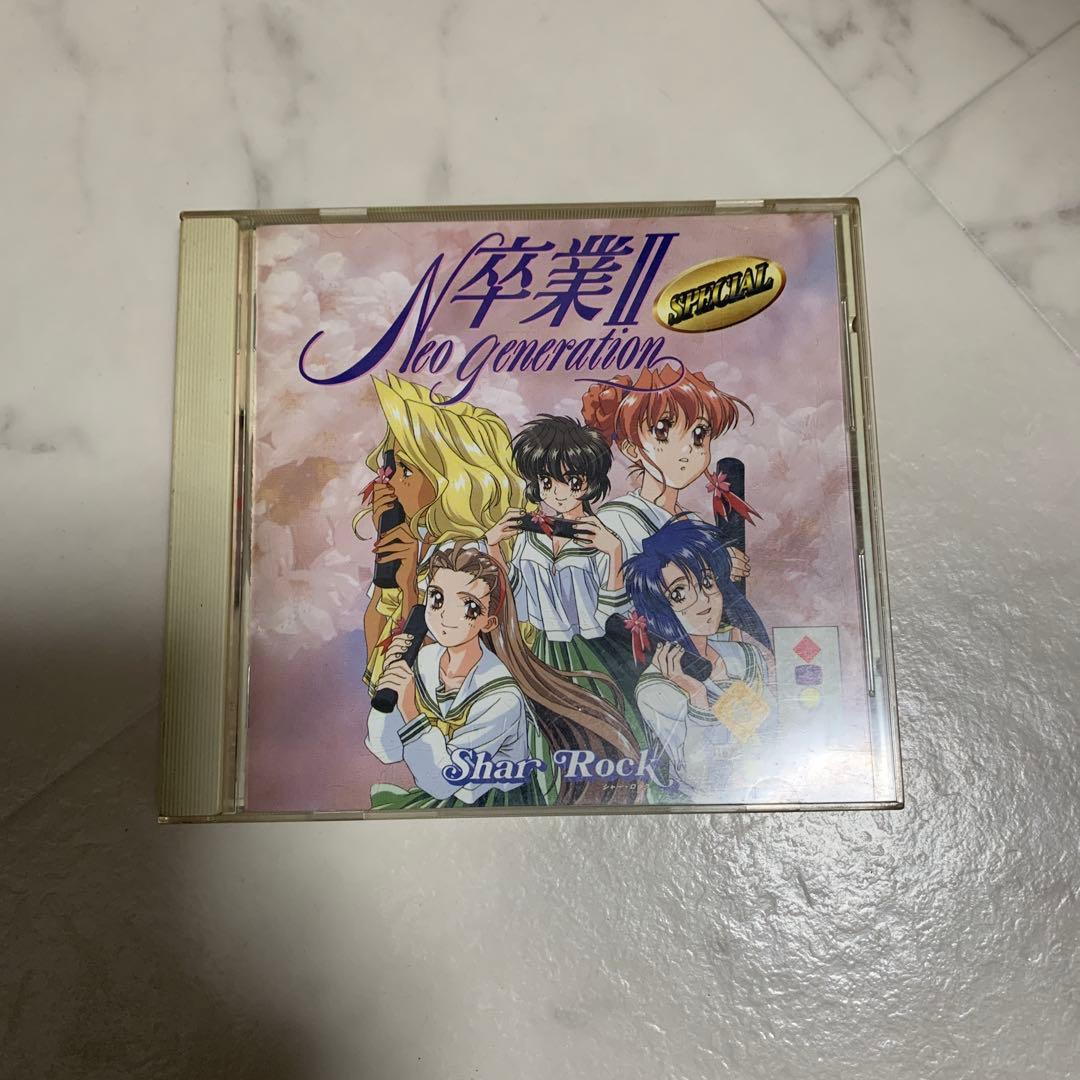 卒業II
SPECIAL
Neo generation
Shar Rock